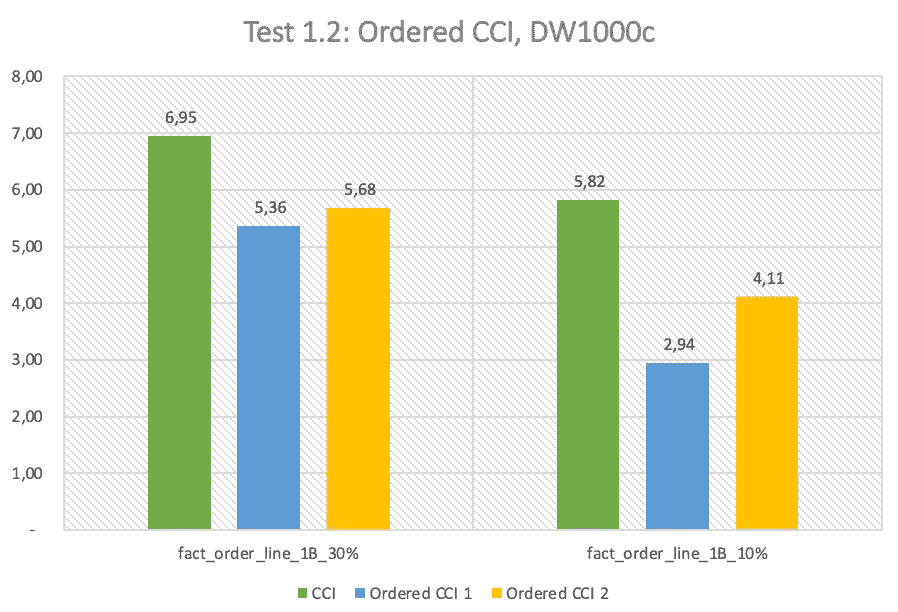 Test 1.2: Ordered CCI, DW1000c
8,00
7,00
6,00
5,00
4,00
3,00
2,00
1,00
-
6,95
5,36
5,68
5,82
2,94
4,11
fact_order_line_1B_30%
fact_order_line_1B_10%
CCI
Ordered CCI 1
Ordered CCI 2